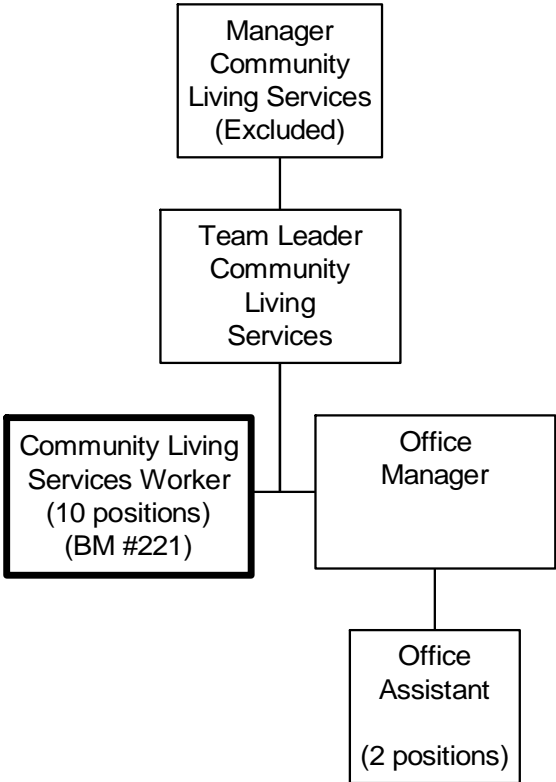 Manager
Community
Living Services
(Excluded)
Team Leader
Community
Living
Services
Community Living
Services Worker
(10 positions)
(BM #221)
Office
Manager
Office
Assistant
(2 positions)